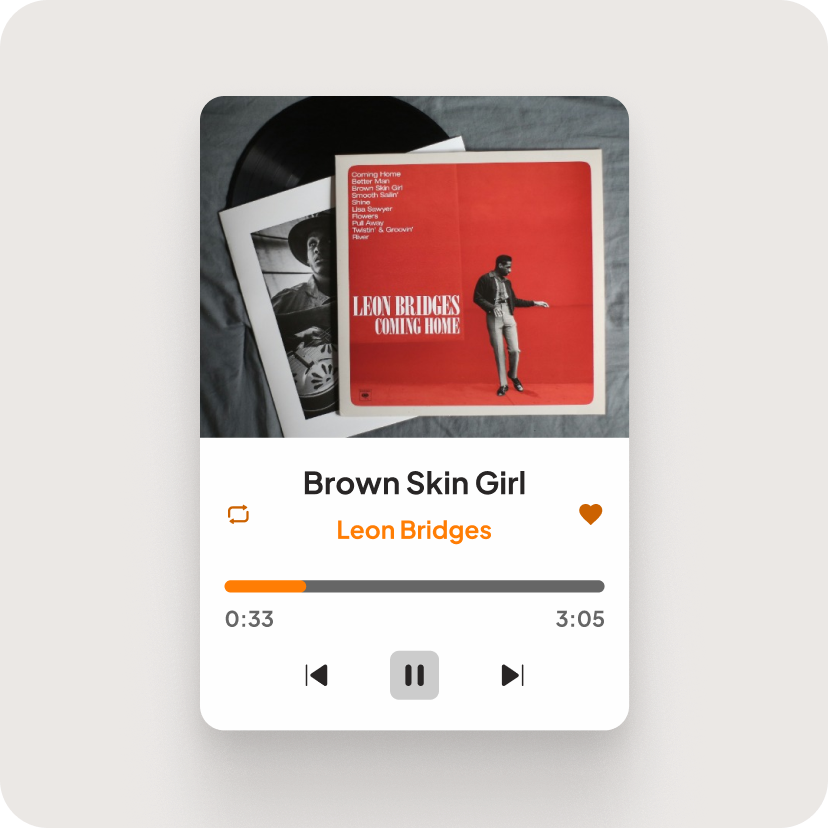 Coming Home
Better Man
Brown Skin Girl
Smooth Sailin'
Shine
Lisa Sawyer
Flowers
Pull Away
Twistin' & Groovin'
River
LEON BRIDGES
COMING HOME
Brown Skin Girl
Leon Bridges
0:33
3:05